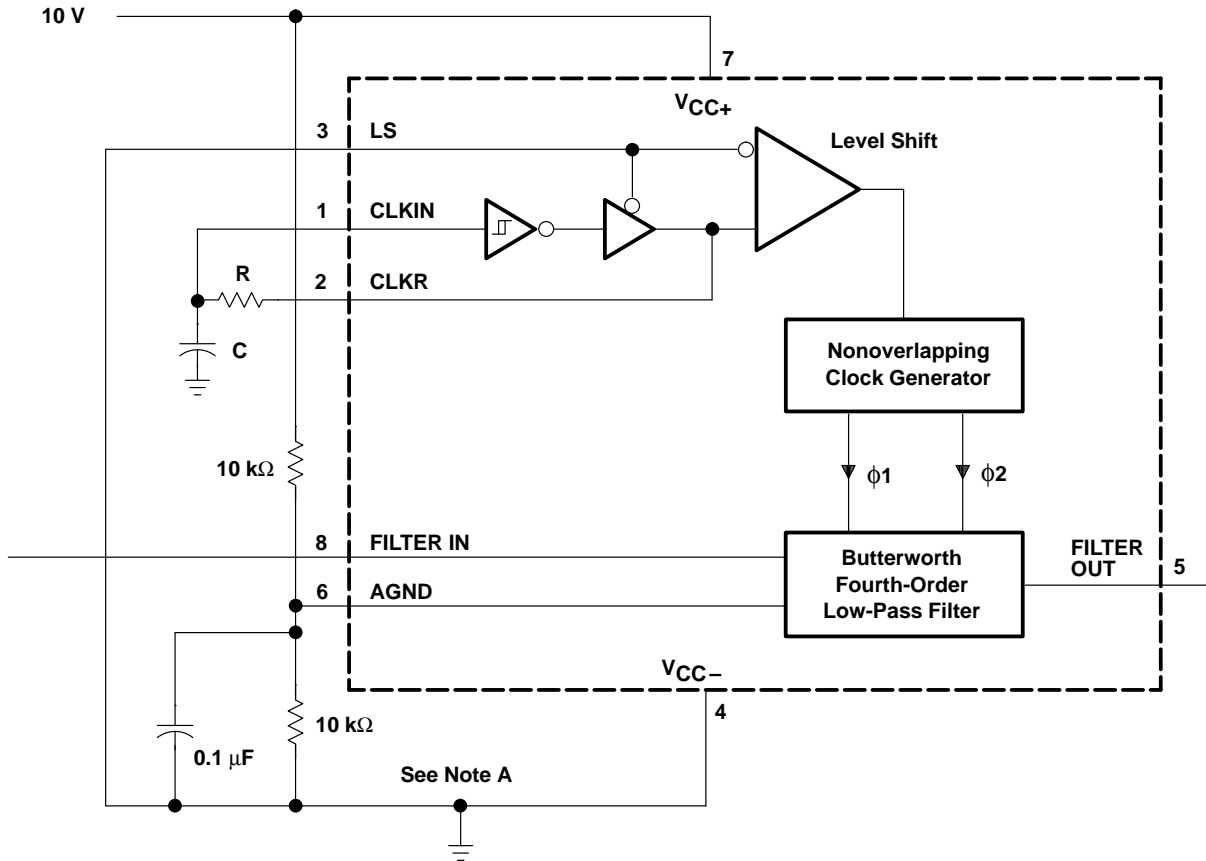 10 V
7
VCC+
3 LS
Level Shift
1 CLKIN
R
2 CLKR
C
Nonoverlapping
Clock Generator
10 kΩ
ϕ1 ϕ2
8 FILTER IN
Butterworth
Fourth-Order
Low-Pass Filter
FILTER
OUT
5
6 AGND
VCC–
4
10 kΩ
0.1 μF
See Note A